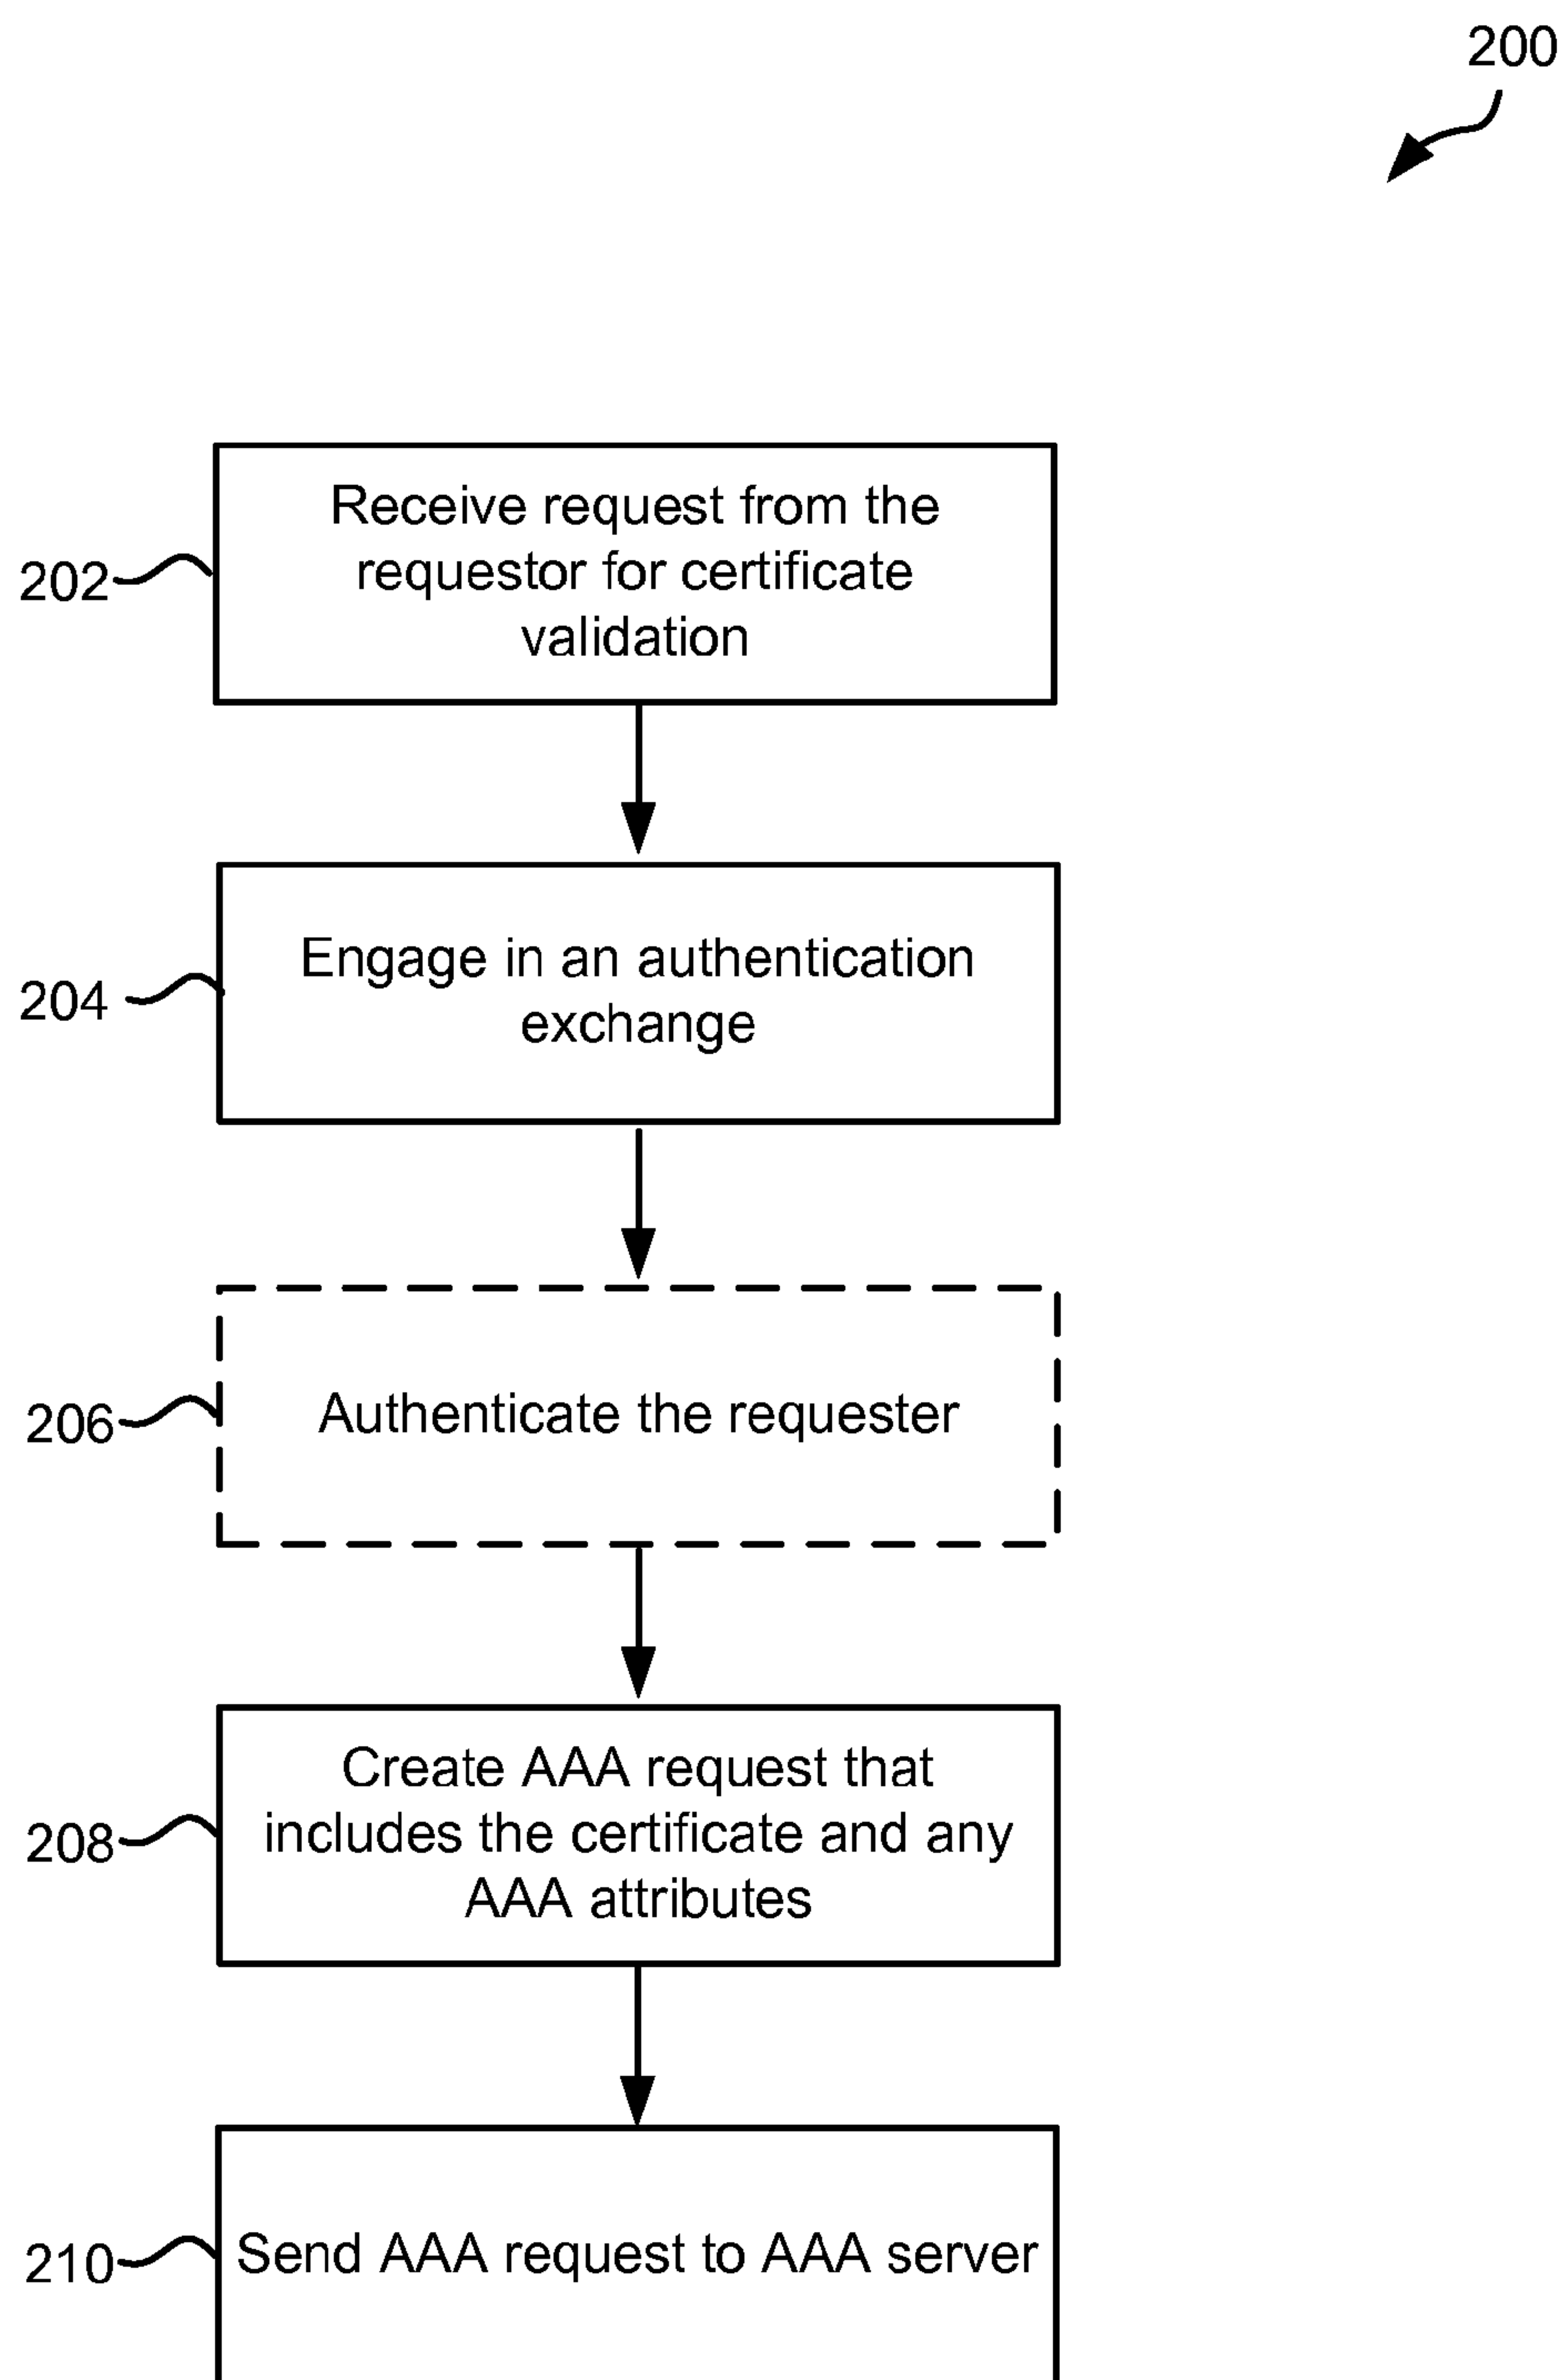 200
202
Receive request from the
requestor for certificate
validation
204
Engage in an authentication
exchange
206
Authenticate the requester
208
Create AAA request that
includes the certificate and any
AAA attributes
210
Send AAA request to AAA server